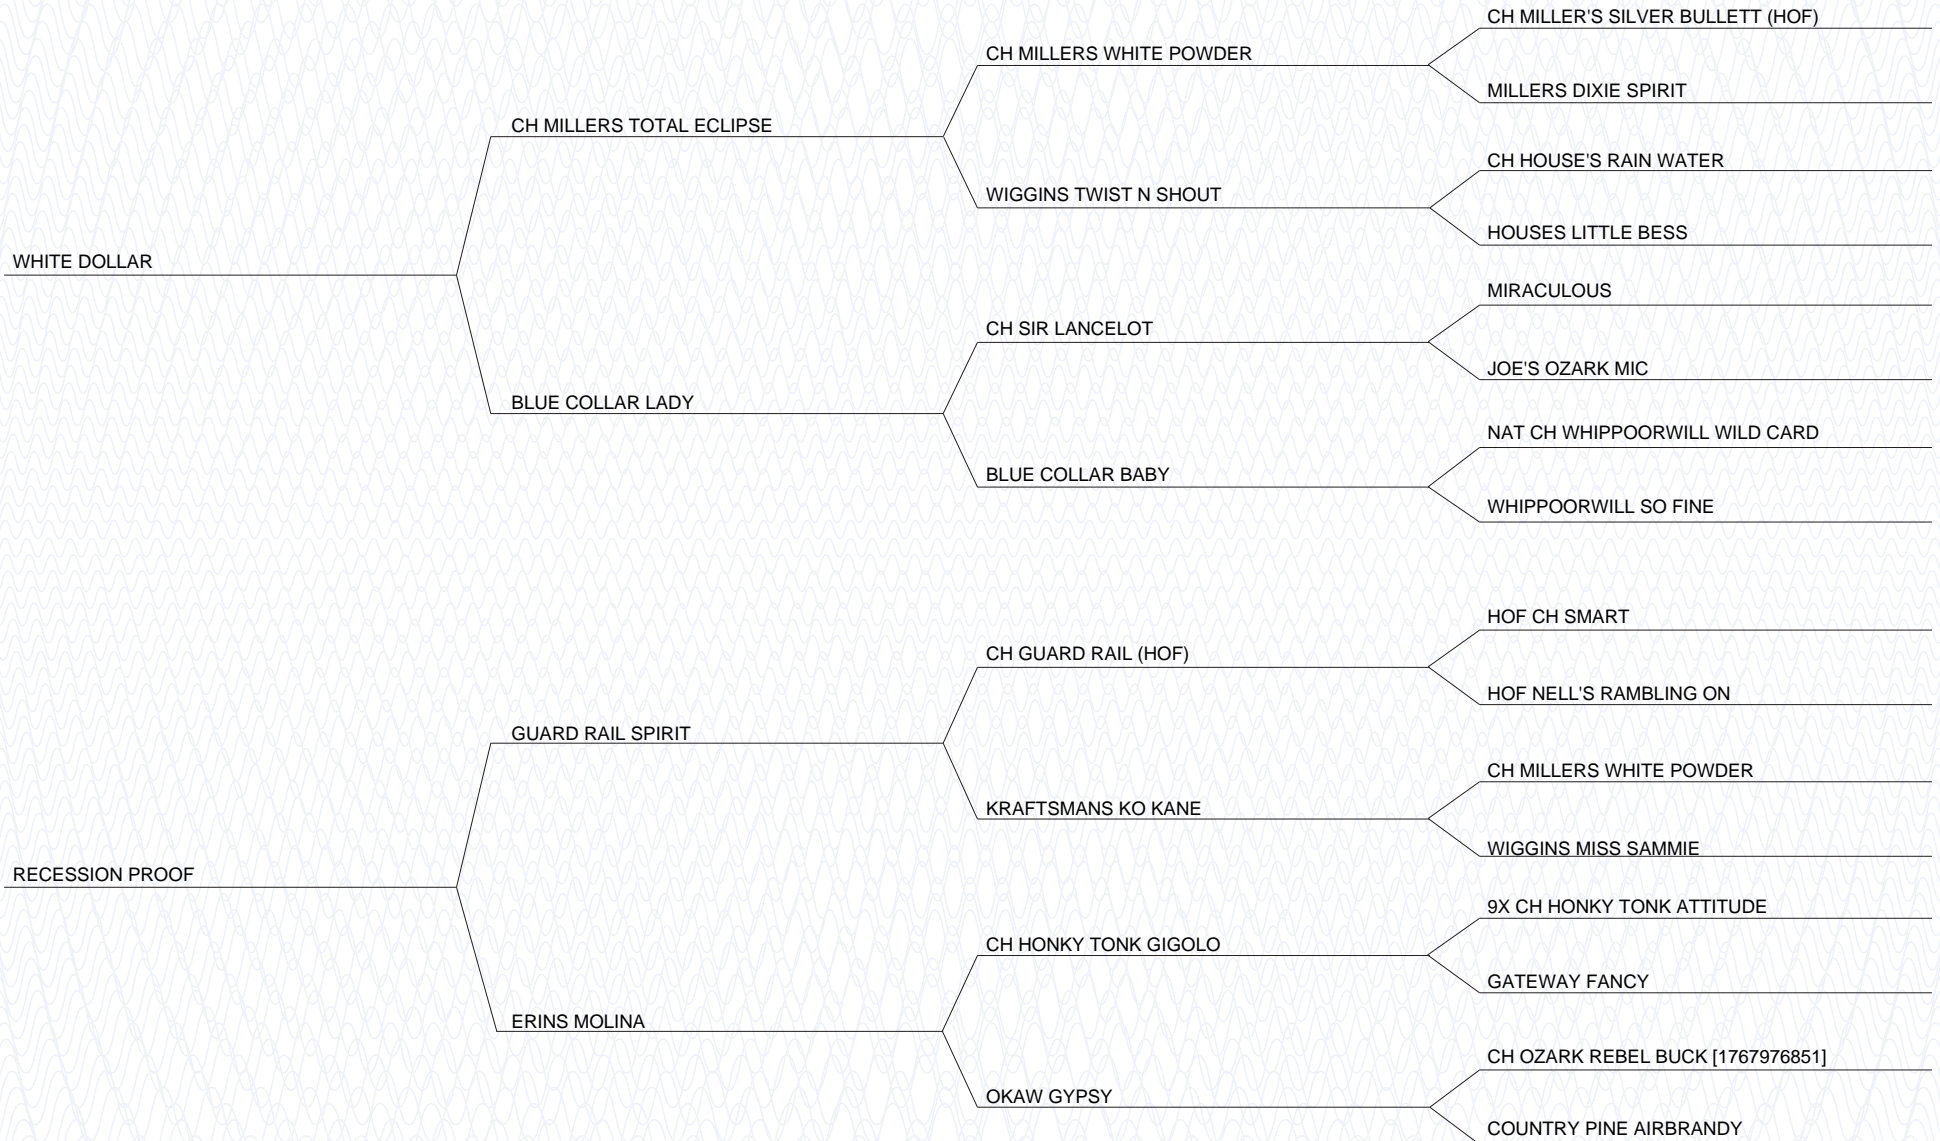 CH MILLER'S SILVER BULLETT (HOF)
CH MILLERS WHITE POWDER
MILLERS DIXIE SPIRIT
CH MILLERS TOTAL ECLIPSE
CH HOUSE'S RAIN WATER
WIGGINS TWIST N SHOUT
HOUSES LITTLE BESS
WHITE DOLLAR
MIRACULOUS
CH SIR LANCELOT
JOE'S OZARK MIC
BLUE COLLAR LADY
NAT CH WHIPPOORWILL WILD CARD
BLUE COLLAR BABY
WHIPPOORWILL SO FINE
HOF CH SMART
CH GUARD RAIL (HOF)
HOF NELL'S RAMBLING ON
GUARD RAIL SPIRIT
CH MILLERS WHITE POWDER
KRAFTSMANS KO KANE
WIGGINS MISS SAMMIE
RECESSION PROOF
9X CH HONKY TONK ATTITUDE
CH HONKY TONK GIGOLO
GATEWAY FANCY
ERINS MOLINA
CH OZARK REBEL BUCK [1767976851]
OKAW GYPSY
COUNTRY PINE AIRBRANDY